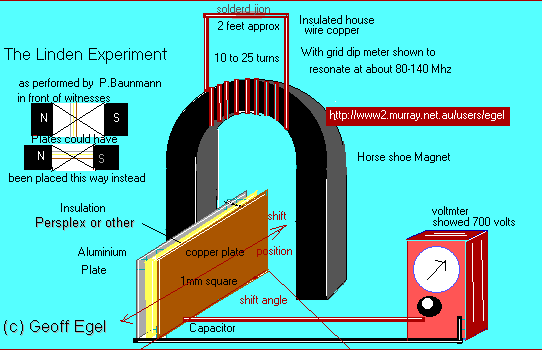 solderd jion
2 feet approx
Insulated house
wire copper
The Linden Experiment
10 to 25 turns
With grid dip meter shown to
resonate at about 80-140 Mhz
as performed by P.Baunmann
in front of witnesses
N S
http://www2.murray.net.au/users/egel
Plates could have
N S
Horse shoe Magnet
been placed this way instead
Insulation
Persplex or other
shift
position
voltmter
showed 700 volts
Aluminium
Plate
copper plate
1mm square
shift angle
(c) Geoff Egel
Capacitor